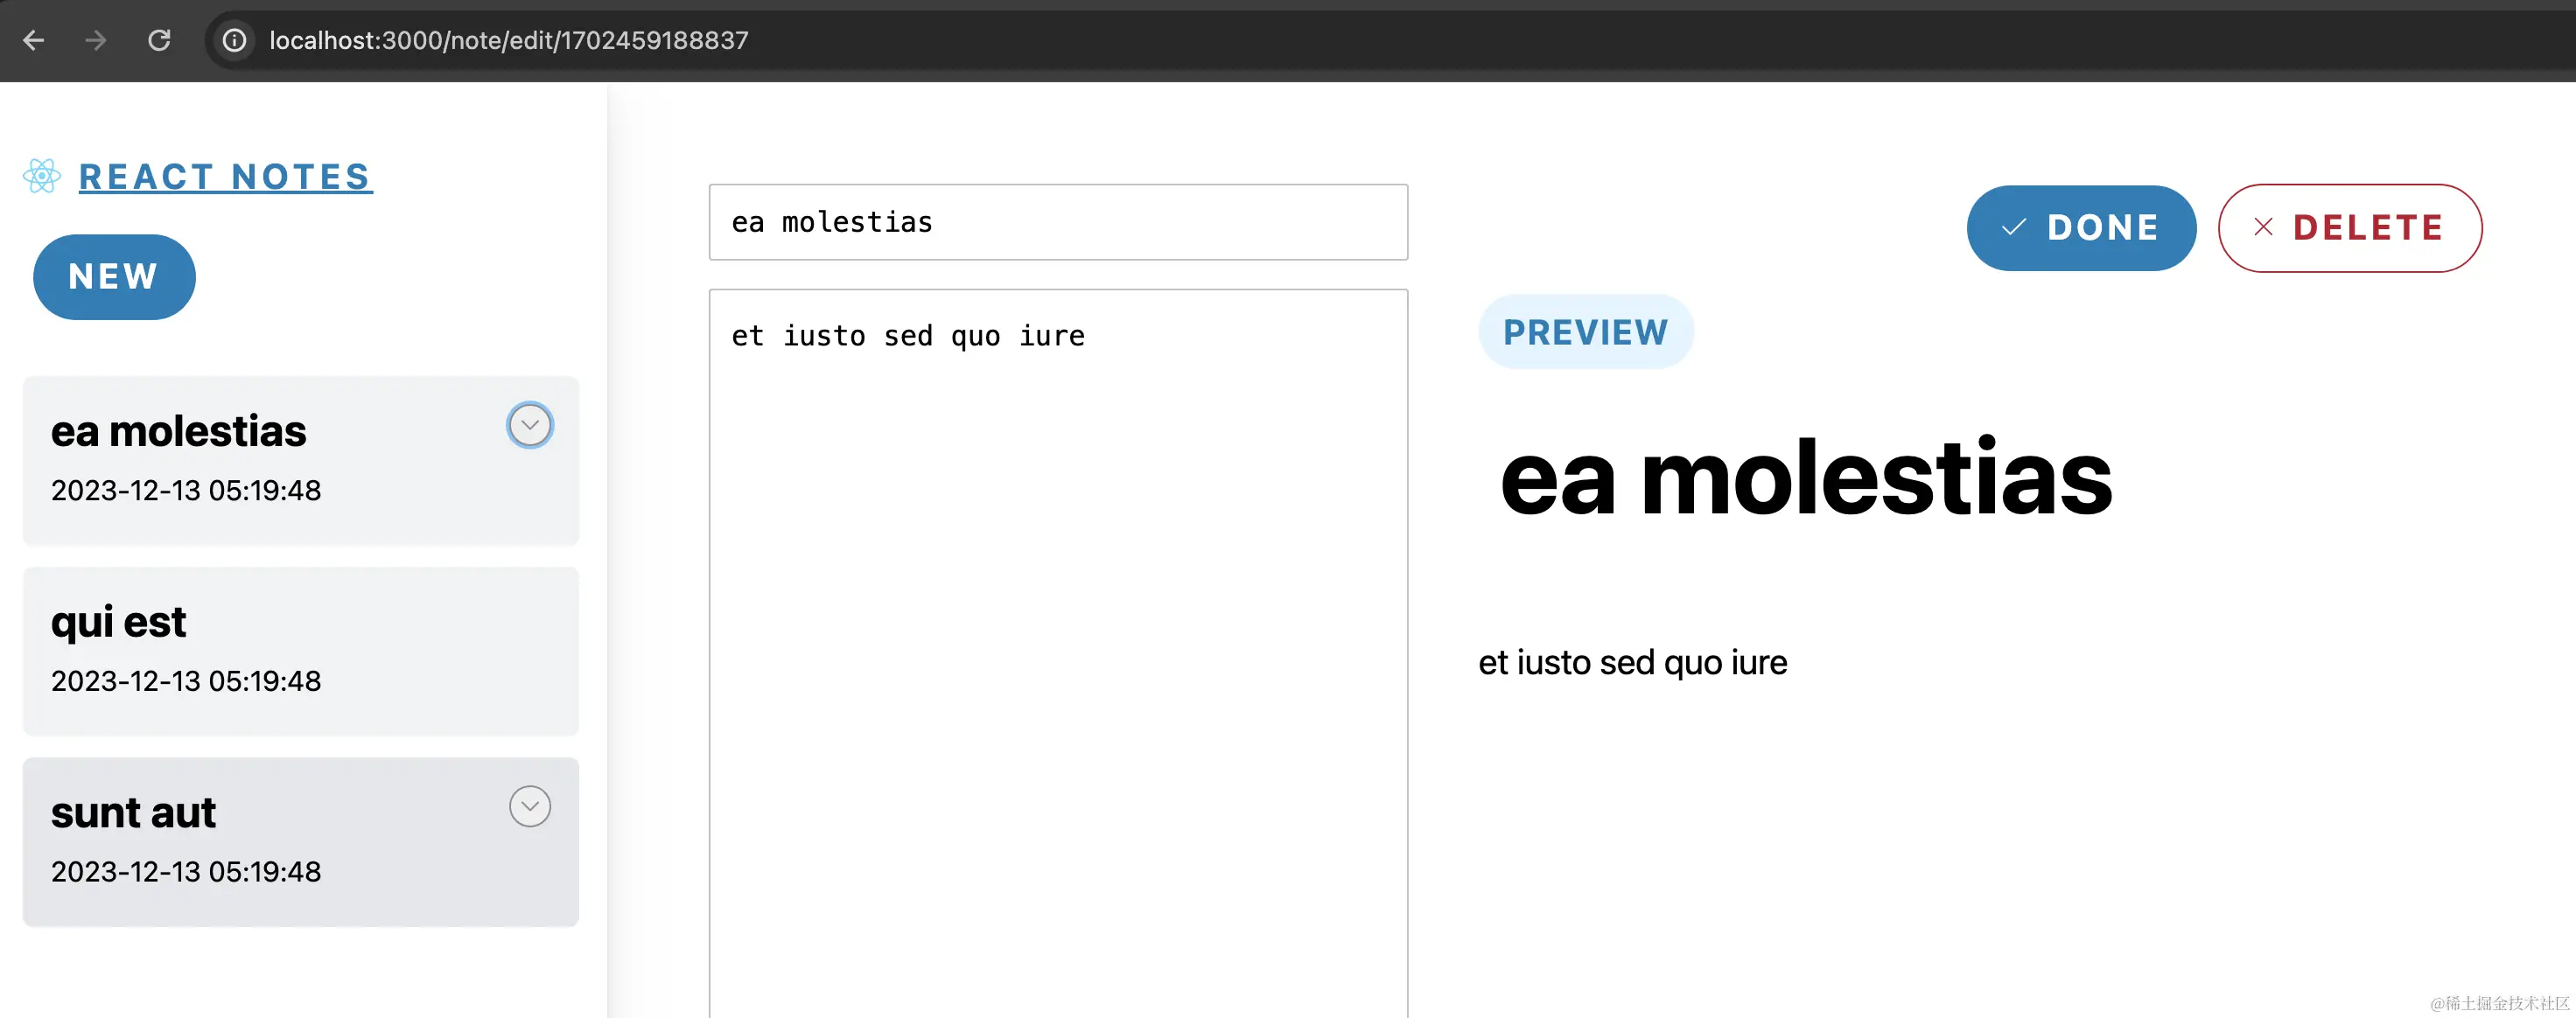 localhost:3000/note/edit/1702459188837
REACT NOTES
NEW
ea molestias
2023-12-13 05:19:48
qui est
2023-12-13 05:19:48
sunt aut
2023-12-13 05:19:48
ea molestias
et iusto sed quo iure
DONE
DELETE
PREVIEW
ea molestias
et iusto sed quo iure
@稀土掘金技术社区